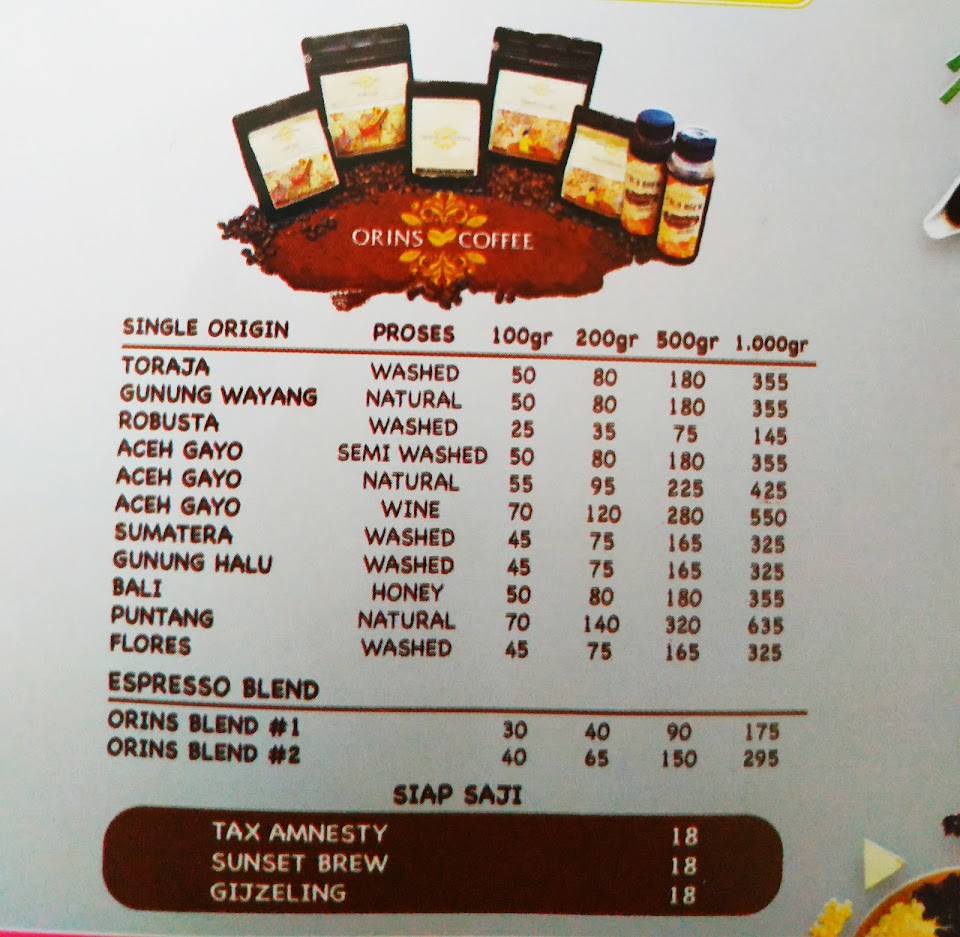 ORINS COFFEE
SINGLE ORIGIN PROSES 100gr 200gr 500gr 1.000gr
TORAJA WASHED 50 80 180 355
GUNUNG WAYANG NATURAL 50 80 180 355
ROBUSTA WASHED 25 35 75 145
ACEH GAYO SEMI WASHED 50 80 180 355
ACEH GAYO NATURAL 55 95 225 425
ACEH GAYO WINE 70 120 280 550
SUMATERA WASHED 45 75 165 325
GUNUNG HALU WASHED 45 75 165 325
BALI HONEY 50 80 180 355
PUNTANG NATURAL 70 140 320 635
FLORES WASHED 45 75 165 325
ESPRESSO BLEND
ORINS BLEND #1 30 40 90 175
ORINS BLEND #2 40 65 150 295
SIAP SAJI
TAX AMNESTY 18
SUNSET BREW 18
GIJZELING 18